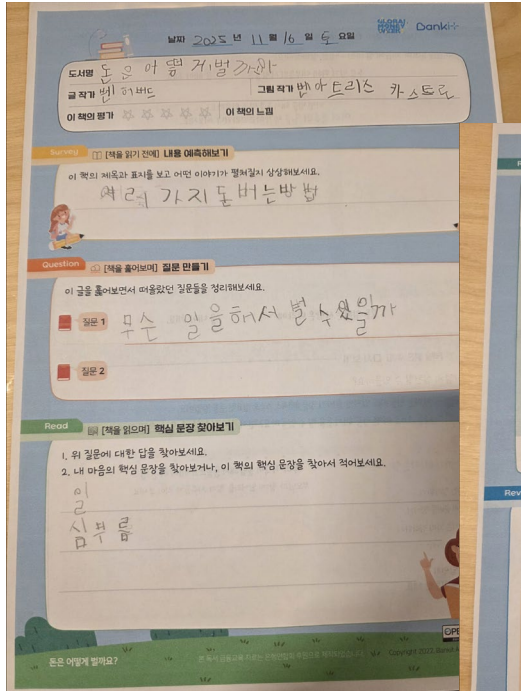 GLOBAL MONEY WEEK Banki+
날짜 2025 년 11 월 16 일 토 요일
도서명 돈은 어떻게 벌까
글 작가 벤 허버드 그림 작가 반아트리스 카스트로
이 책의 평가 ☆☆☆☆☆ 이 책의 느낌
Survey [책을 읽기 전에] 내용 예측해보기
이 책의 제목과 표지를 보고 어떤 이야기가 펼쳐질지 상상해보세요.
여러 가지 돈 버는 방법
Question [책을 훑어보며] 질문 만들기
이 글을 훑어보면서 떠올랐던 질문들을 정리해보세요.
질문 1 무슨 일을 해서 벌 수 있을까
질문 2
Read [책을 읽으며] 핵심 문장 찾아보기
1. 위 질문에 대한 답을 찾아보세요.
2. 내 마음의 핵심 문장을 찾아보거나, 이 책의 핵심 문장을 찾아서 적어보세요.
일
심부름
Rev
OPE
돈은 어떻게 벌까요?
Copyright 2022